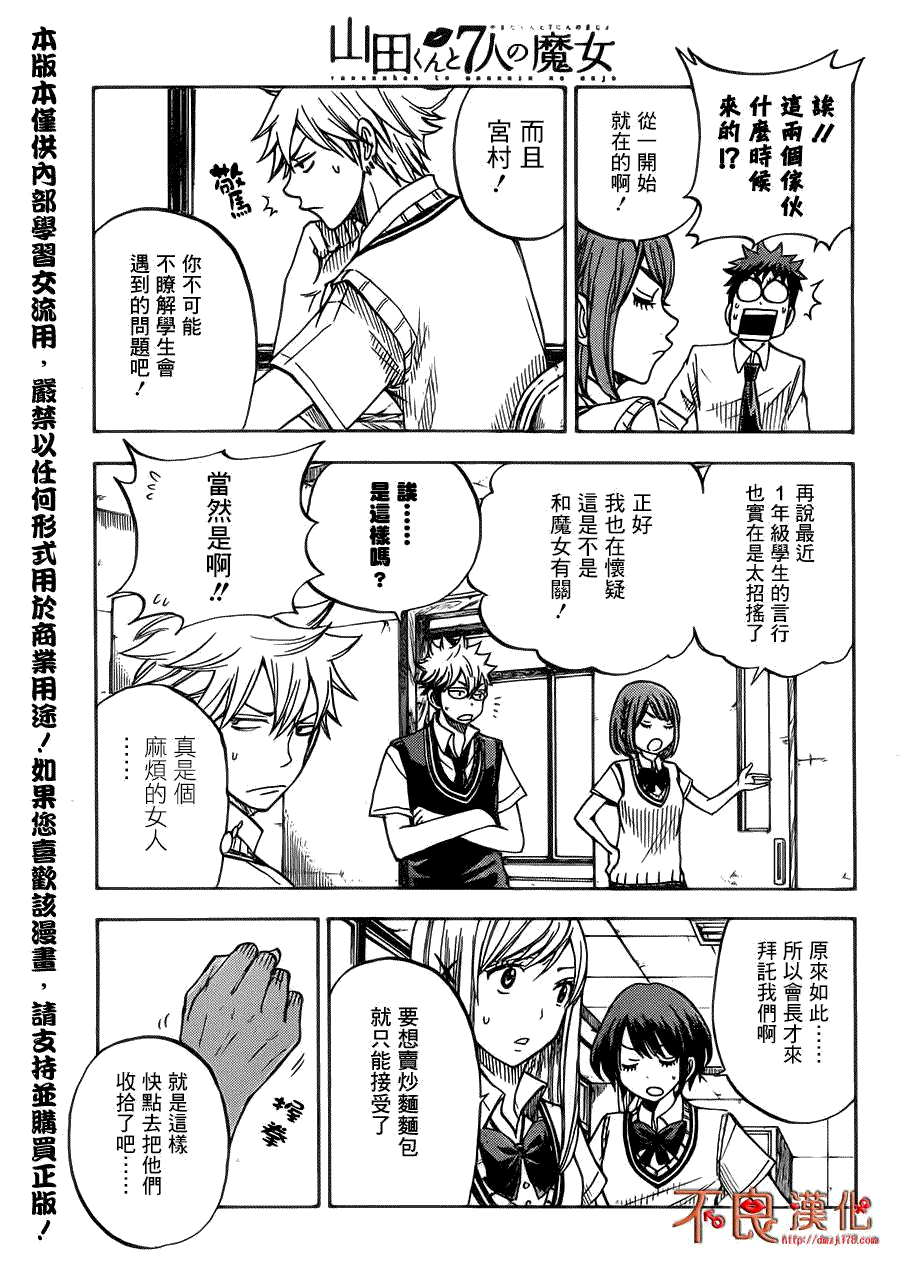 山田くんと7人の魔女
誒!!
這兩個傢伙
什麼時候
來的!?
從一開始
就在的啊!
而且
宮村!
驚
你不可能
不瞭解學生會
遇到的問題吧!
再說最近
1年級學生的言行
也實在是太招搖了
正好
我也在懷疑
這是不是
和魔女有關!
誒……
是這樣嗎?
當然是啊!!
真是個
麻煩的女人
……
原來如此……
所以會長才來
拜託我們啊
要想賣炒麵麵包
就只能接受了
就是這樣
快點去把他們
收拾了吧……
握拳
本版本僅供內部學習交流用，嚴禁以任何形式用於商業用途！如果您喜歡該漫畫，請支持並購買正版！
不良漢化
http://dmzj178.com